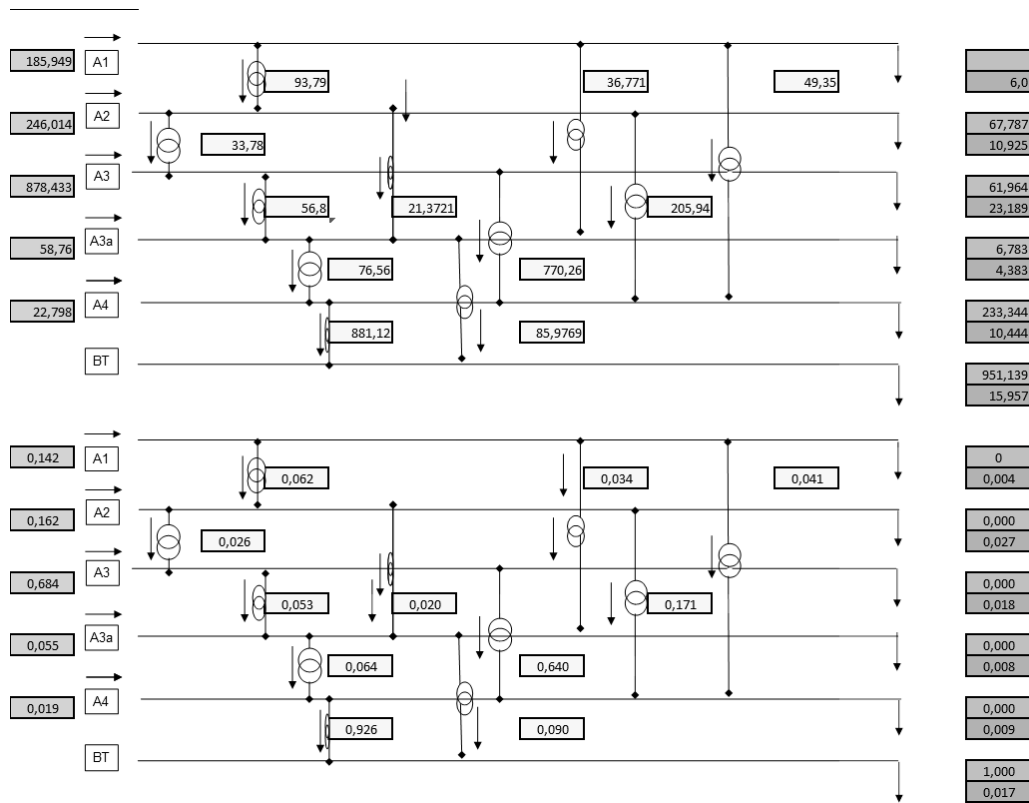 185,949 A1 93,79 36,771 49,35 6,0
246,014 A2 33,78 67,787
10,925
878,433 A3 56,8 21,3721 205,94 61,964
23,189
58,76 A3a 76,56 770,26 6,783
4,383
22,798 A4 881,12 85,9769 233,344
10,444
BT 951,139
15,957
0,142 A1 0,062 0,034 0,041 0
0,004
0,162 A2 0,026 0,000
0,027
0,684 A3 0,053 0,020 0,171 0,000
0,018
0,055 A3a 0,064 0,640 0,000
0,008
0,019 A4 0,926 0,090 0,000
0,009
BT 1,000
0,017